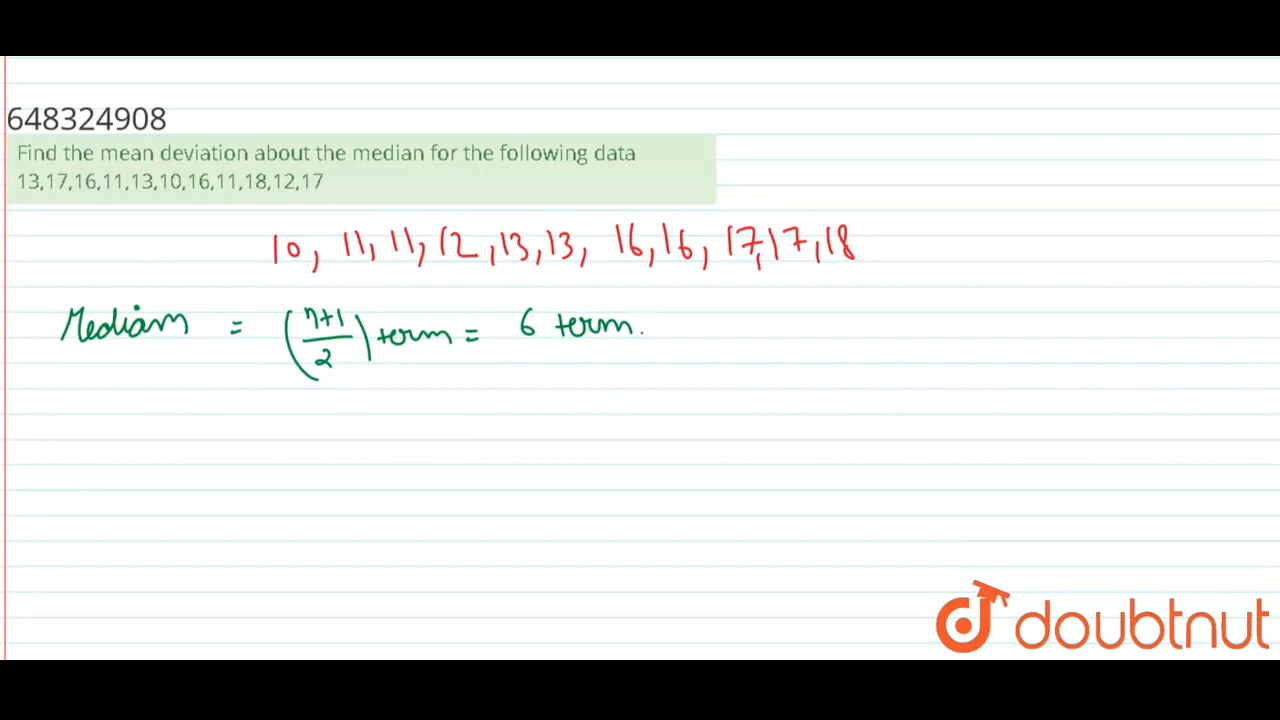 648324908
Find the mean deviation about the median for the following data
13,17,16,11,13,10,16,11,18,12,17
10, 11, 11, 12, 13, 13, 16, 16, 17, 17, 18
Median = (n+1/2) term = 6 term.
doubtnut